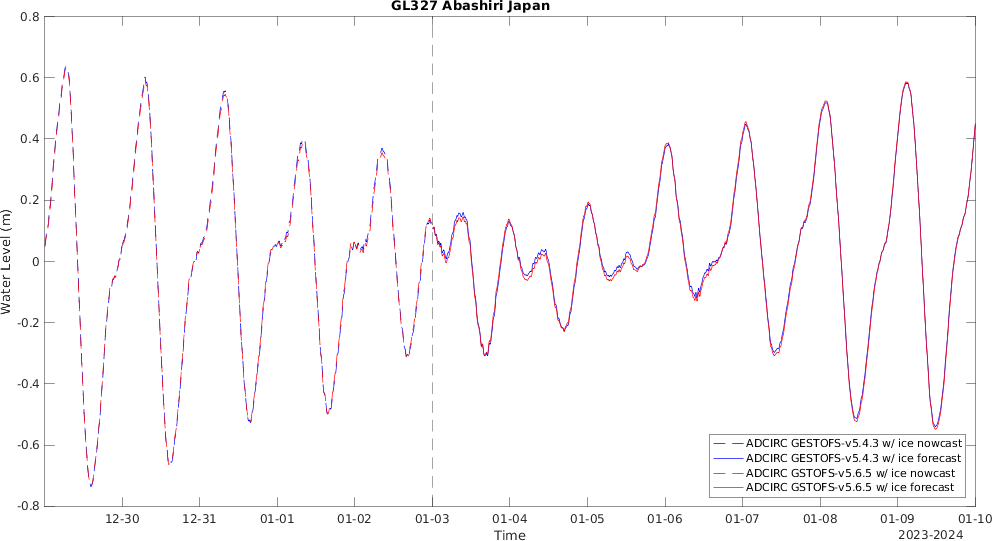 GL327 Abashiri Japan
0.8
0.6
0.4
0.2
0
-0.2
-0.4
-0.6
-0.8
Water Level (m)
ADCIRC GESTOFS-v5.4.3 w/ ice nowcast
ADCIRC GESTOFS-v5.4.3 w/ ice forecast
ADCIRC GSTOFS-v5.6.5 w/ ice nowcast
ADCIRC GSTOFS-v5.6.5 w/ ice forecast
12-30 12-31 01-01 01-02 01-03 01-04 01-05 01-06 01-07 01-08 01-09 01-10
Time
2023-2024